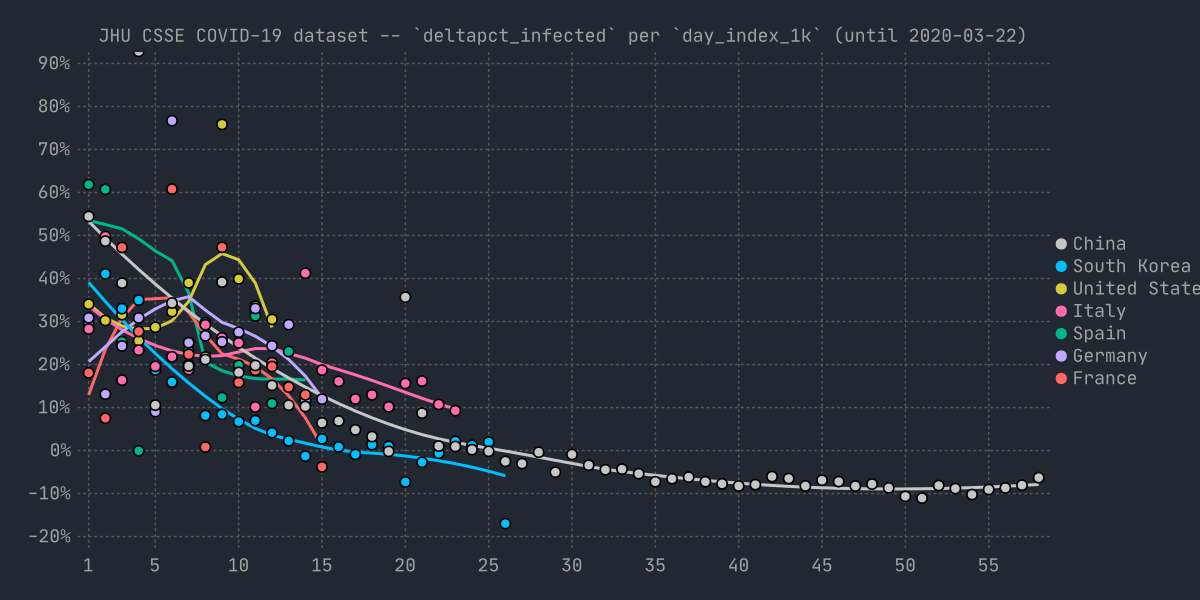 JHU CSSE COVID-19 dataset -- `deltapct_infected` per `day_index_1k` (until 2020-03-22)
90%
80%
70%
60%
50%
40%
30%
20%
10%
0%
-10%
-20%
1 5 10 15 20 25 30 35 40 45 50 55
China
South Korea
United State
Italy
Spain
Germany
France